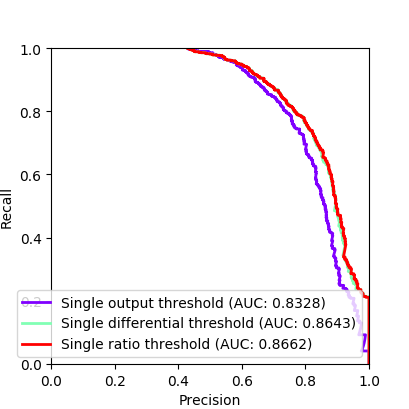 1.0
0.8
0.6
0.4
0.2
0.0
Recall
Single output threshold (AUC: 0.8328)
Single differential threshold (AUC: 0.8643)
Single ratio threshold (AUC: 0.8662)
0.0 0.2 0.4 0.6 0.8 1.0
Precision